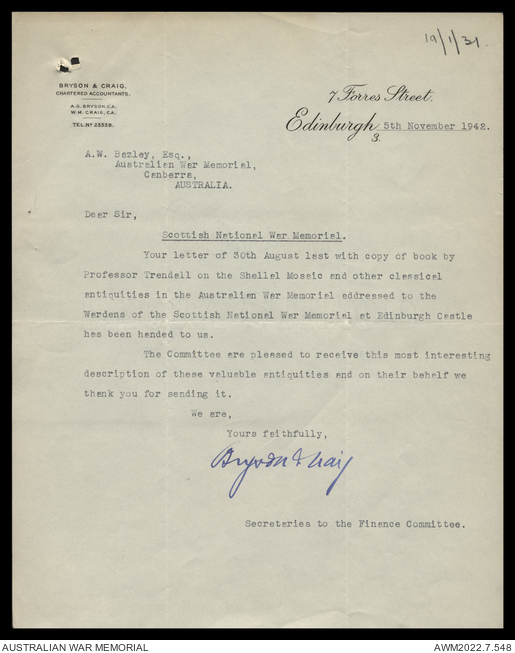 19/1/31.
BRYSON & CRAIG,
CHARTERED ACCOUNTANTS.
A.G. BRYSON, C.A.
W.M. CRAIG, C.A.
TEL. Nº 23339.
7 Forres Street.
Edinburgh 5th November 1942.
3.
A.W. Bazley, Esq.,
Australian War Memorial,
Canberra,
AUSTRALIA.
Dear Sir,
Scottish National War Memorial.
Your letter of 30th August last with copy of book by
Professor Trendell on the Shellal Mosaic and other classical
antiquities in the Australian War Memorial addressed to the
Wardens of the Scottish National War Memorial at Edinburgh Castle
has been handed to us.
The Committee are pleased to receive this most interesting
description of these valuable antiquities and on their behalf we
thank you for sending it.
We are,
Yours faithfully,
Bryson & Craig
Secretaries to the Finance Committee.
AUSTRALIAN WAR MEMORIAL
AWM2022.7.548